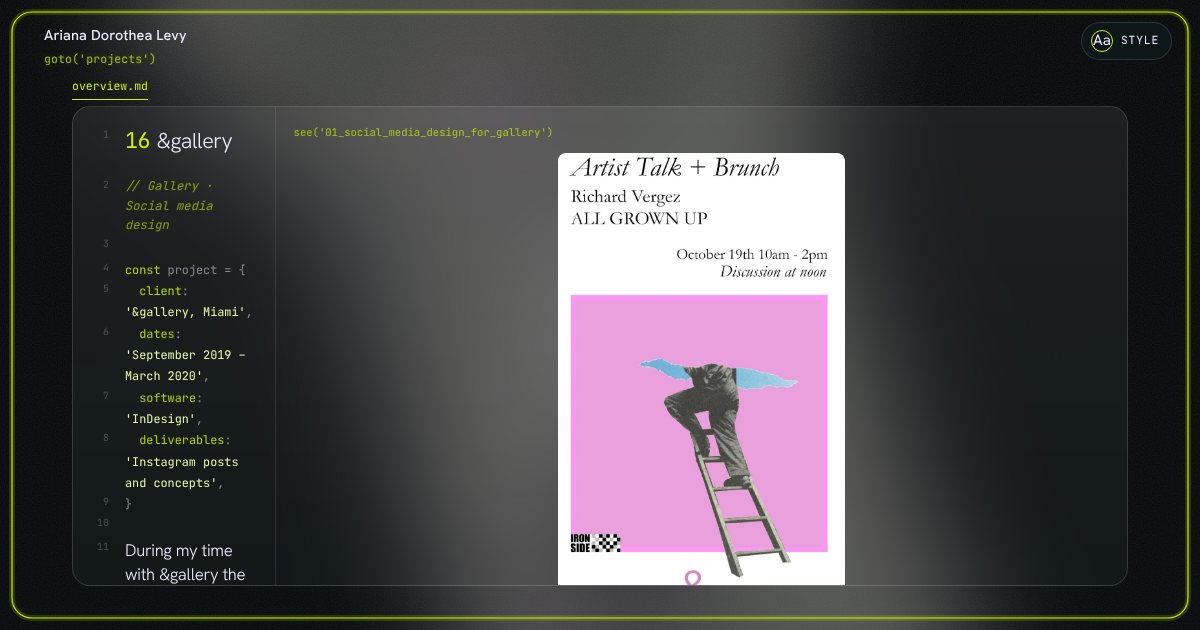 Ariana Dorothea Levy
goto('projects')
Aa STYLE
overview.md
1
16 &gallery
2
// Gallery ·
Social media
design
3
4
const project = {
5
client:
'&gallery, Miami',
6
dates:
'September 2019 –
March 2020',
7
software:
'InDesign',
8
deliverables:
'Instagram posts
and concepts',
9
}
10
11
During my time
with &gallery the
see('01_social_media_design_for_gallery')
Artist Talk + Brunch
Richard Vergez
ALL GROWN UP
October 19th 10am - 2pm
Discussion at noon
IRON
SIDE